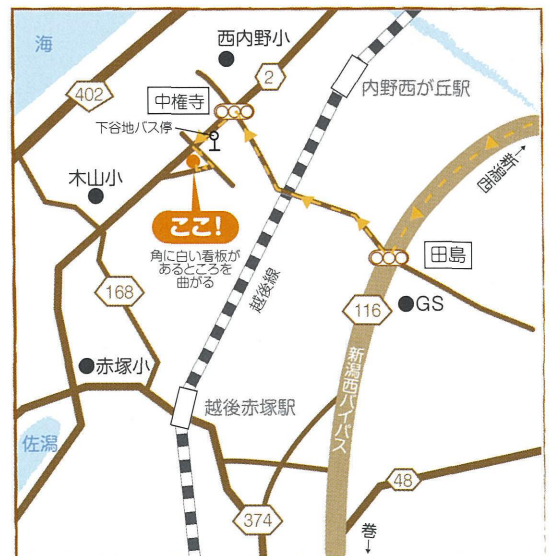 海
西内野小
402
2
中権寺
内野西が丘駅
下谷地バス停
新潟西
木山小
ここ!
角に白い看板が
あるところを
曲がる
田島
越後線
168
116
GS
新潟西バイパス
赤塚小
越後赤塚駅
佐潟
48
374
巻